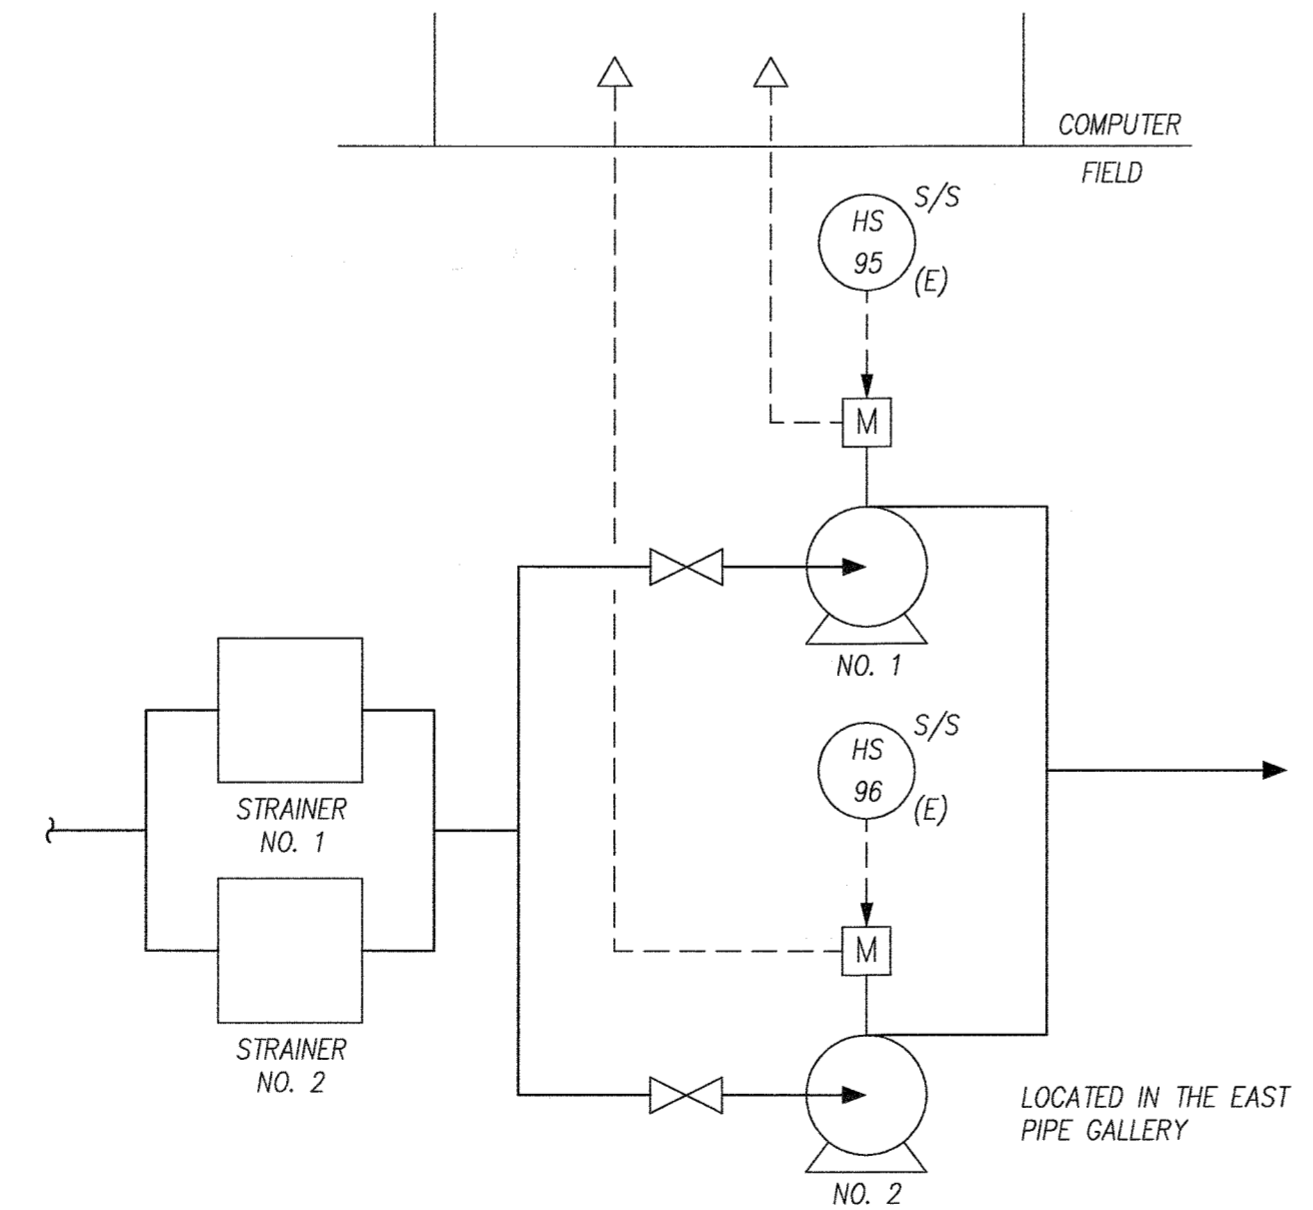 COMPUTER
FIELD
S/S
HS
95
(E)
M
NO. 1
S/S
HS
96
(E)
STRAINER
NO. 1
M
STRAINER
NO. 2
LOCATED IN THE EAST
PIPE GALLERY
NO. 2